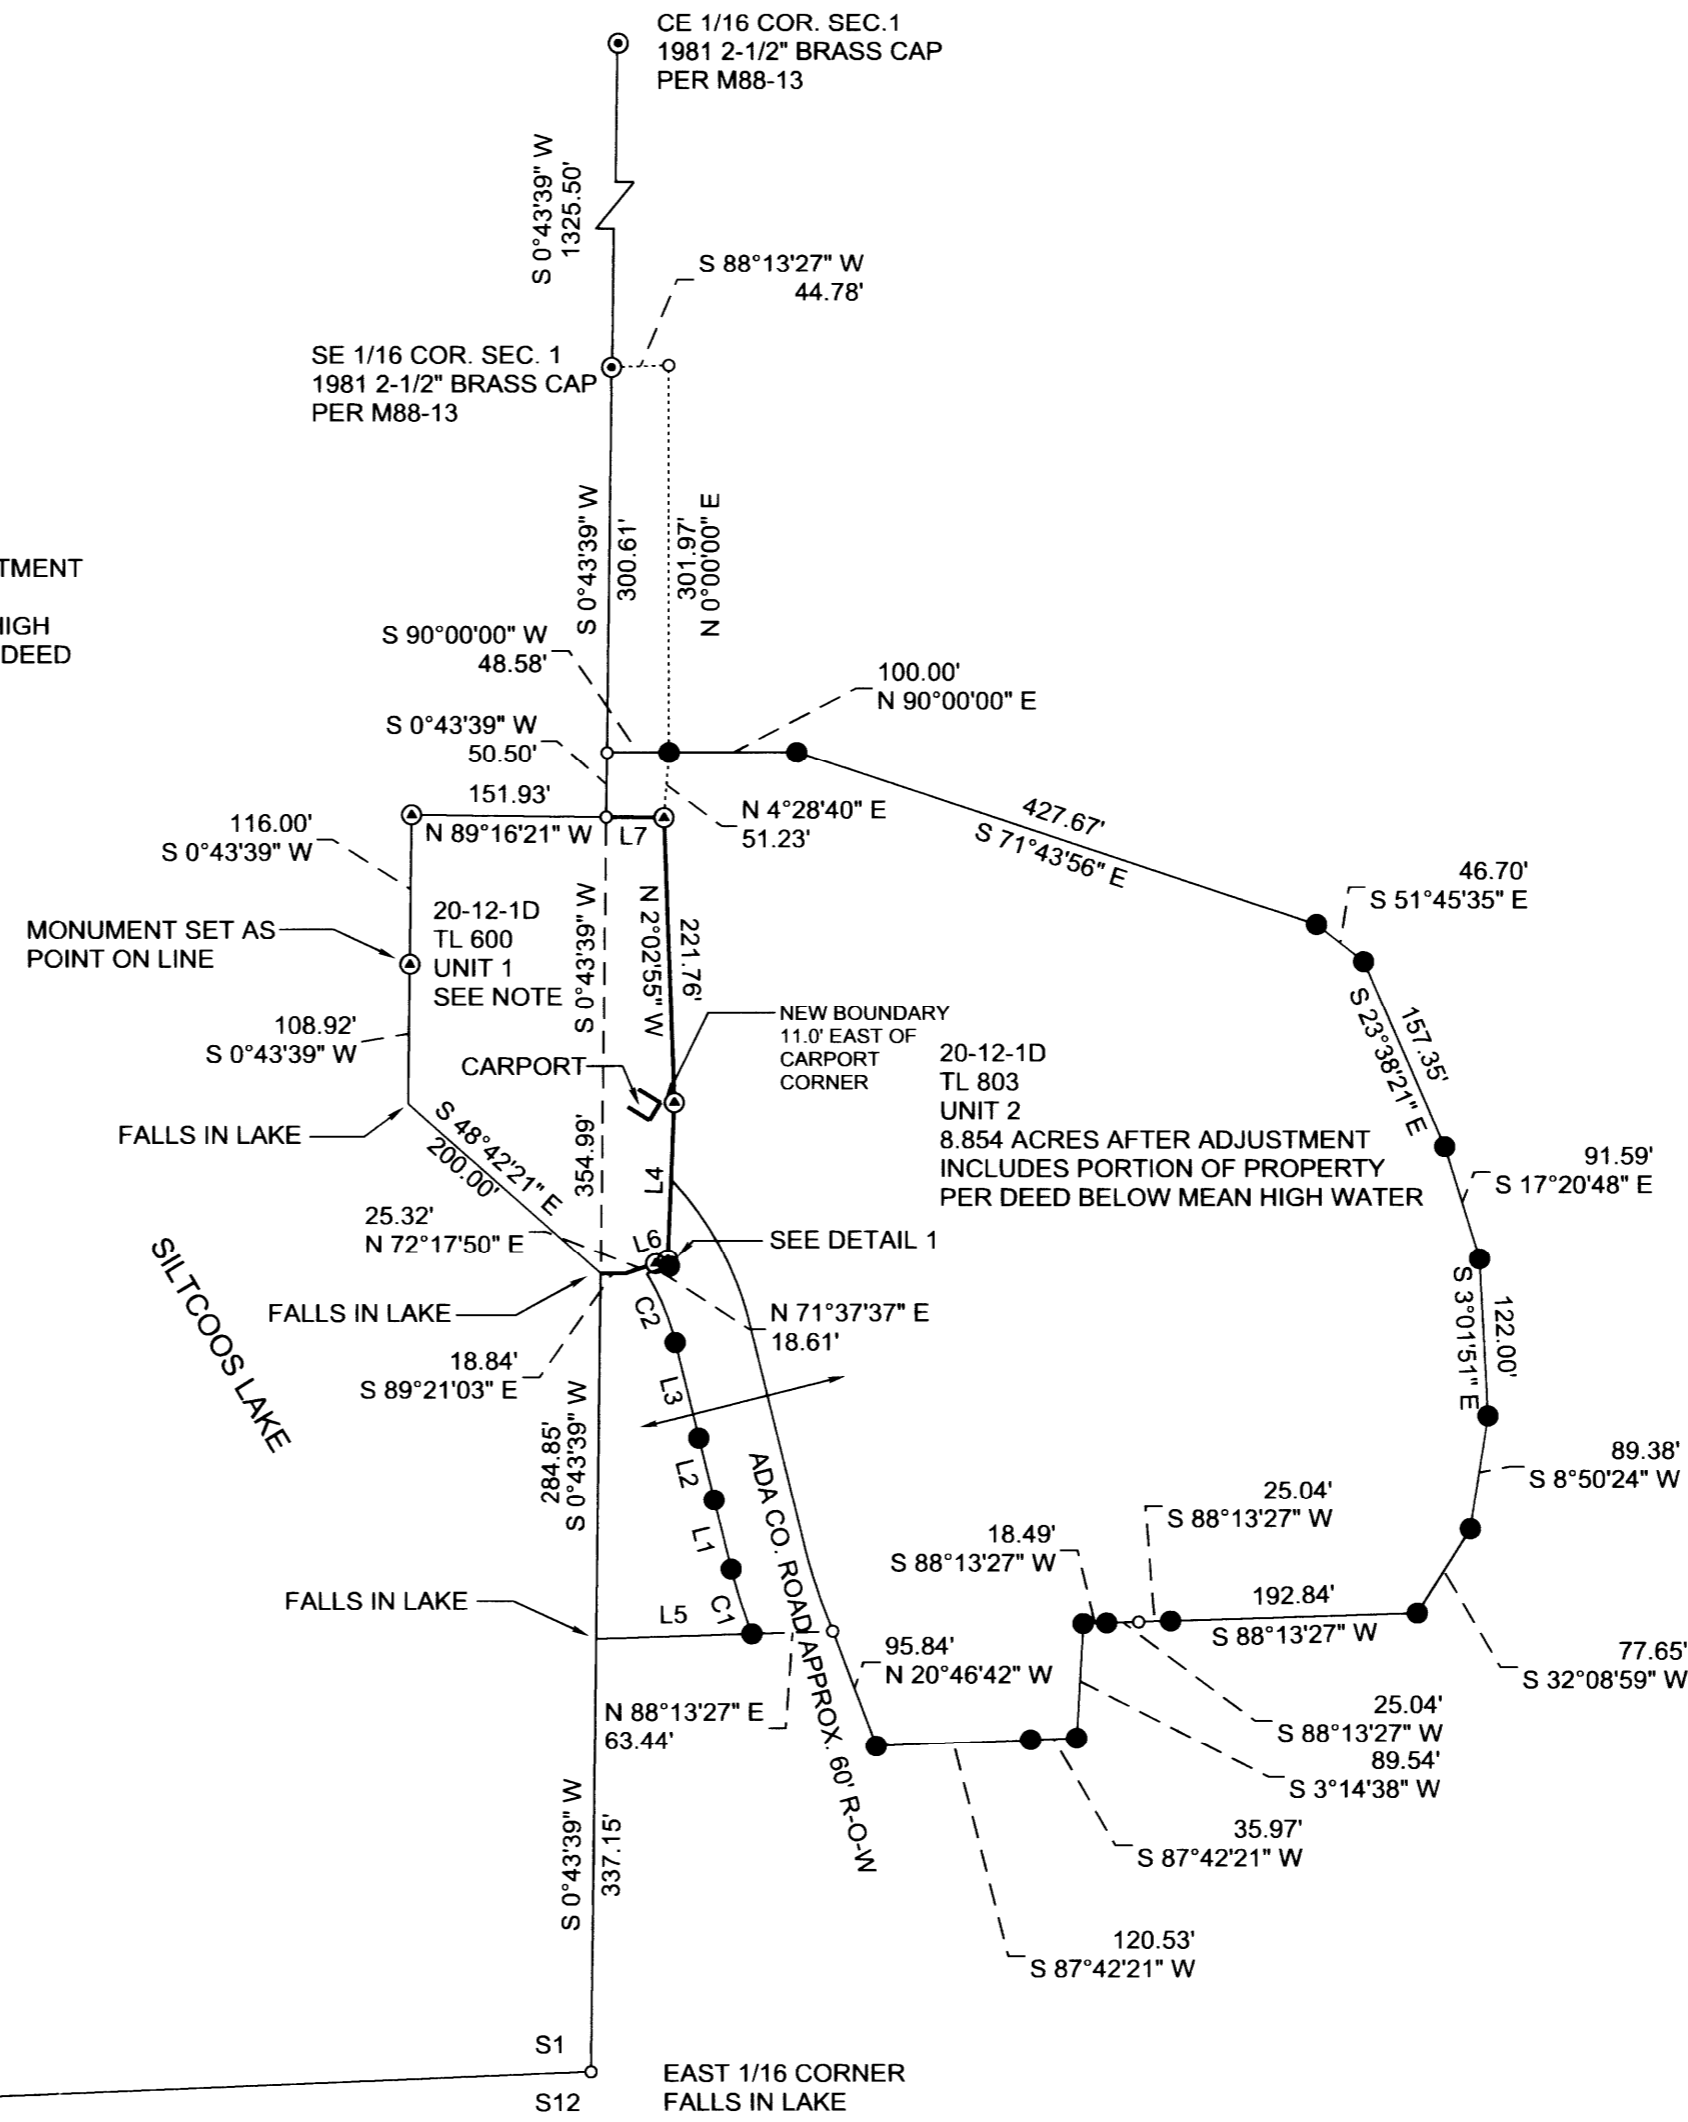 CE 1/16 COR. SEC.1
1981 2-1/2" BRASS CAP
PER M88-13
S 0°43'39" W
1325.50'
S 88°13'27" W
44.78'
SE 1/16 COR. SEC. 1
1981 2-1/2" BRASS CAP
PER M88-13
S 0°43'39" W
300.61'
301.97'
N 0°00'00" E
TMENT
HIGH
DEED
S 90°00'00" W
48.58'
100.00'
N 90°00'00" E
S 0°43'39" W
50.50'
151.93'
N 89°16'21" W
L7
N 4°28'40" E
51.23'
427.67'
S 71°43'56" E
116.00'
S 0°43'39" W
46.70'
S 51°45'35" E
MONUMENT SET AS
POINT ON LINE
20-12-1D
TL 600
UNIT 1
SEE NOTE
S 0°43'39" W
354.99'
N 2°02'55" W
221.76'
108.92'
S 0°43'39" W
CARPORT
NEW BOUNDARY
11.0' EAST OF
CARPORT
CORNER
20-12-1D
TL 803
UNIT 2
8.854 ACRES AFTER ADJUSTMENT
INCLUDES PORTION OF PROPERTY
PER DEED BELOW MEAN HIGH WATER
157.35'
S 23°38'21" E
FALLS IN LAKE
S 48°42'21" E
200.00'
L4
91.59'
S 17°20'48" E
25.32'
N 72°17'50" E
L6
SEE DETAIL 1
SILTCOOS LAKE
FALLS IN LAKE
C2
N 71°37'37" E
18.61'
122.00'
S 3°01'51" E
18.84'
S 89°21'03" E
L3
284.85'
S 0°43'39" W
L2
L1
C1
ADA CO. ROAD APPROX. 60' R-O-W
89.38'
S 8°50'24" W
25.04'
S 88°13'27" W
18.49'
S 88°13'27" W
FALLS IN LAKE
L5
192.84'
S 88°13'27" W
95.84'
N 20°46'42" W
77.65'
S 32°08'59" W
N 88°13'27" E
63.44'
25.04'
S 88°13'27" W
89.54'
S 3°14'38" W
S 0°43'39" W
337.15'
35.97'
S 87°42'21" W
120.53'
S 87°42'21" W
S1
S12
EAST 1/16 CORNER
FALLS IN LAKE